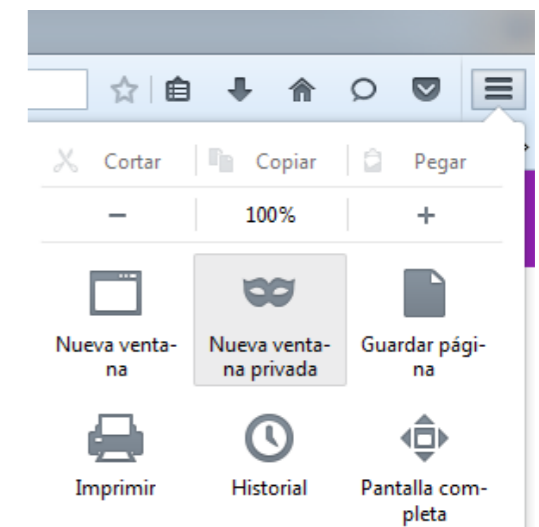 Cortar Copiar Pegar
− 100% +
Nueva venta- Nueva venta- Guardar pági-
na na privada na
Imprimir Historial Pantalla com-
pleta